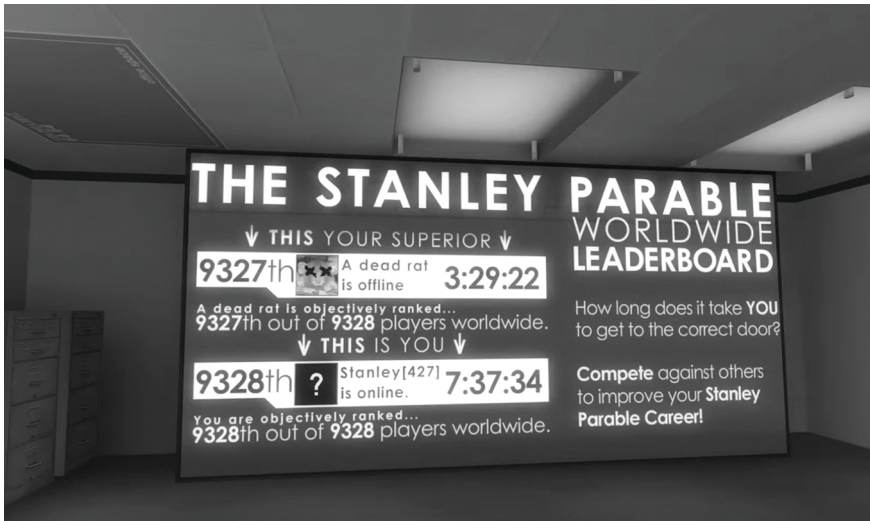 THE STANLEY PARABLE
WORLDWIDE
LEADERBOARD
THIS YOUR SUPERIOR
9327th
A dead rat
is offline
3:29:22
A dead rat is objectively ranked...
9327th out of 9328 players worldwide.
THIS IS YOU
9328th
?
Stanley[427]
is online.
7:37:34
You are objectively ranked...
9328th out of 9328 players worldwide.
How long does it take YOU
to get to the correct door?
Compete against others
to improve your Stanley
Parable Career!